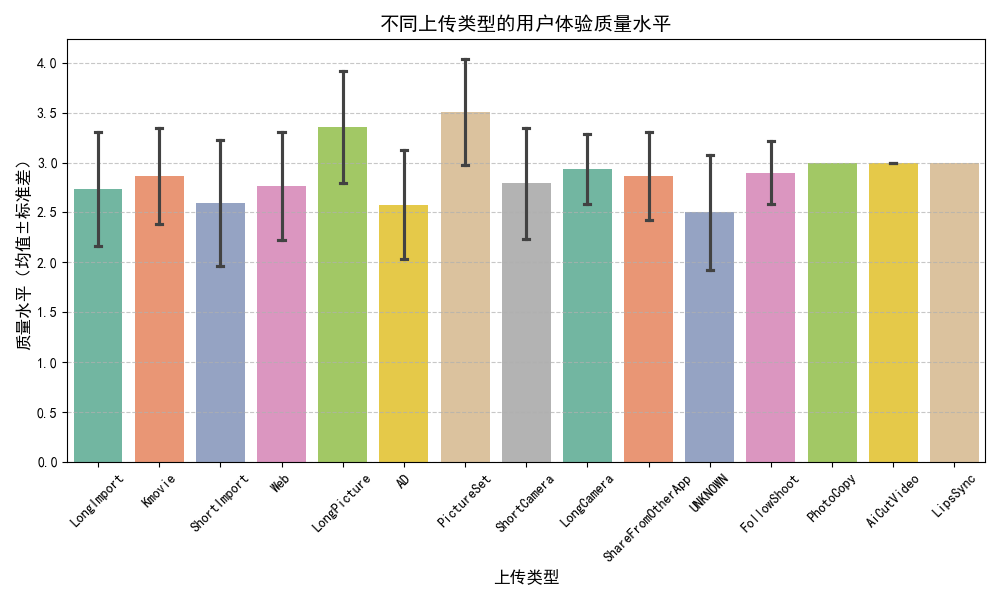 不同上传类型的用户体验质量水平
质量水平（均值±标准差）
4.0
3.5
3.0
2.5
2.0
1.5
1.0
0.5
0.0
LongImport
Kmovie
ShortImport
Web
LongPicture
AD
PictureSet
ShortCamera
LongCamera
ShareFromOtherApp
UNKNOWN
FollowShoot
PhotoCopy
AiCutVideo
LipsSync
上传类型